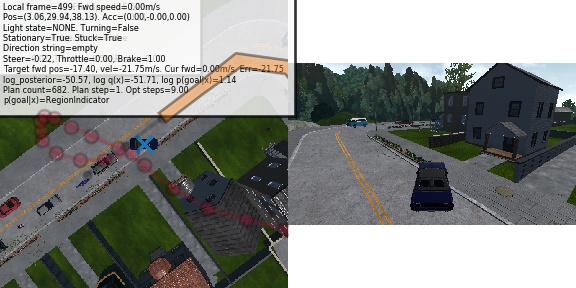 Local frame=499. Fwd speed=0.00m/s
Pos=(3.06,29.94,38.13). Acc=(0.00,-0.00,0.00)
Light state=NONE. Turning=False
Stationary=True. Stuck=True
Direction string=empty
Steer=-0.22, Throttle=0.00, Brake=1.00
Target fwd pos=-17.40, vel=-21.75m/s. Cur fwd=0.00m/s. Err=-21.75
log_posterior=-50.57, log q(x)=-51.71, log p(goal|x)=1.14
Plan count=682. Plan step=1. Opt steps=9.00
p(goal|x)=RegionIndicator